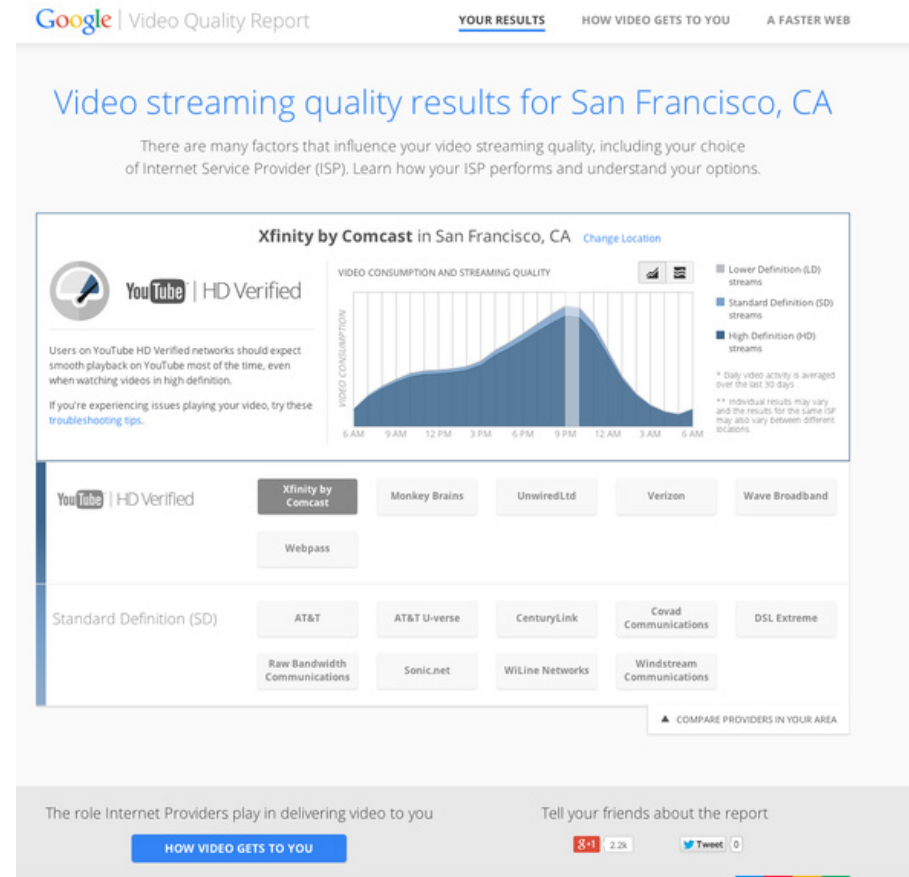 Google | Video Quality Report
YOUR RESULTS
HOW VIDEO GETS TO YOU
A FASTER WEB
Video streaming quality results for San Francisco, CA
There are many factors that influence your video streaming quality, including your choice
of Internet Service Provider (ISP). Learn how your ISP performs and understand your options.
Xfinity by Comcast in San Francisco, CA Change Location
YouTube | HD Verified
Users on YouTube HD Verified networks should expect
smooth playback on YouTube most of the time, even
when watching videos in high definition.
If you're experiencing issues playing your video, try these
troubleshooting tips.
VIDEO CONSUMPTION AND STREAMING QUALITY
VIDEO CONSUMPTION
6 AM 9 AM 12 PM 3 PM 6 PM 9 PM 12 AM 3 AM 6 AM
Lower Definition (LD)
streams
Standard Definition (SD)
streams
High Definition (HD)
streams
* Daily video activity is averaged
over the last 30 days .
** Individual results may vary
and the results for the same ISP
may also vary between different
locations.
YouTube | HD Verified
Xfinity by
Comcast
Monkey Brains
UnwiredLtd
Verizon
Wave Broadband
Webpass
Standard Definition (SD)
AT&T
AT&T U-verse
CenturyLink
Covad
Communications
DSL Extreme
Raw Bandwidth
Communications
Sonic.net
WiLine Networks
Windstream
Communications
▲ COMPARE PROVIDERS IN YOUR AREA
The role Internet Providers play in delivering video to you
HOW VIDEO GETS TO YOU
Tell your friends about the report
g+1 2.2k
Tweet 0